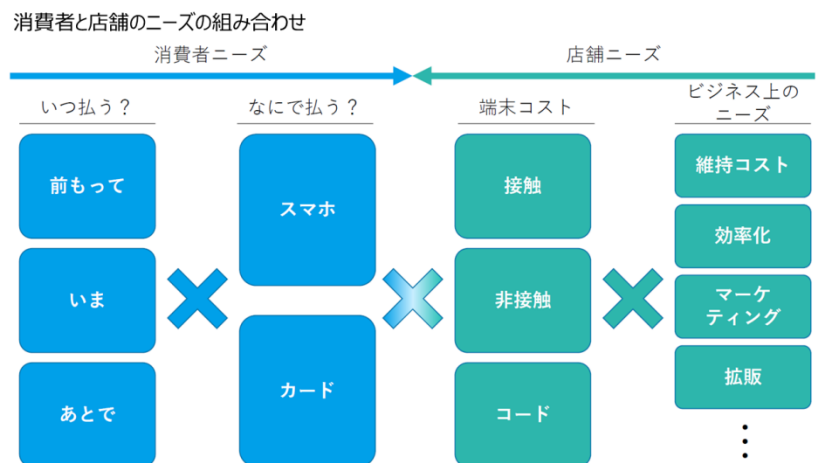 消費者と店舗のニーズの組み合わせ
消費者ニーズ
店舗ニーズ
いつ払う？
なにで払う？
端末コスト
ビジネス上の
ニーズ
前もって
いま
あとで
スマホ
カード
接触
非接触
コード
維持コスト
効率化
マーケ
ティング
拡販